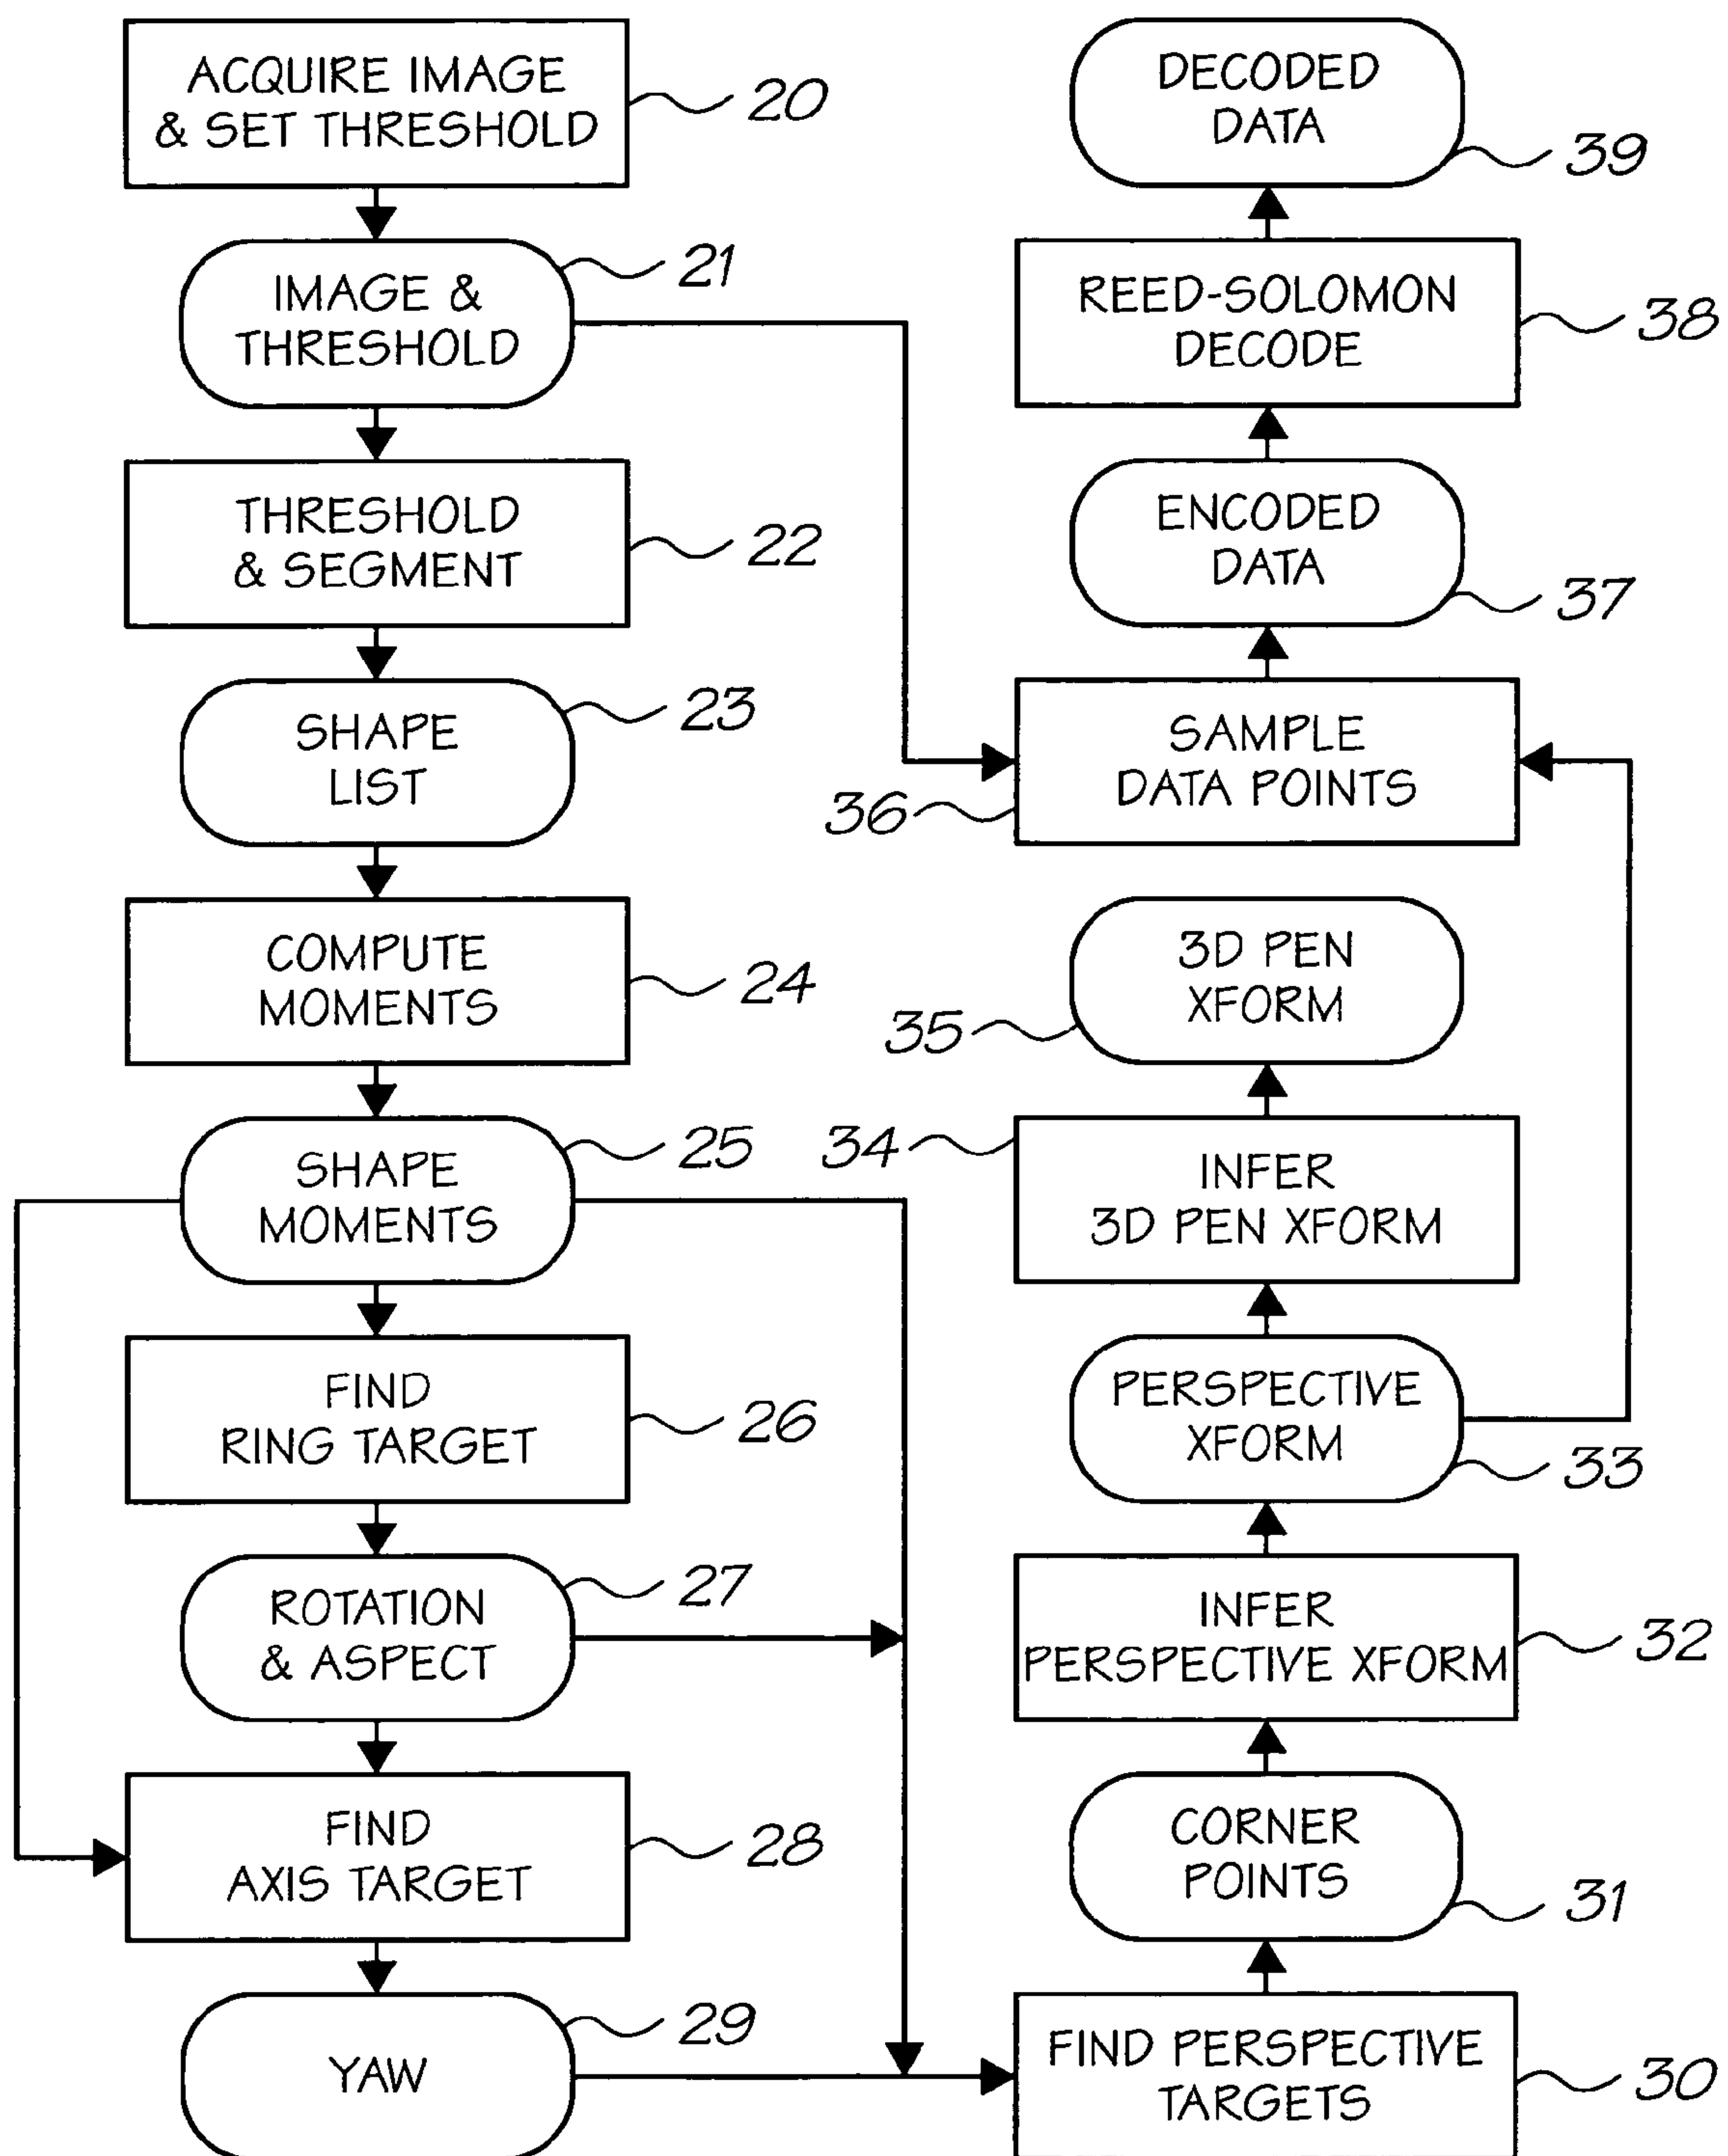 ACQUIRE IMAGE
& SET THRESHOLD
20
IMAGE &
THRESHOLD
21
THRESHOLD
& SEGMENT
22
SHAPE
LIST
23
COMPUTE
MOMENTS
24
SHAPE
MOMENTS
25
FIND
RING TARGET
26
ROTATION
& ASPECT
27
FIND
AXIS TARGET
28
YAW
29
DECODED
DATA
39
REED-SOLOMON
DECODE
38
ENCODED
DATA
37
SAMPLE
DATA POINTS
36
3D PEN
XFORM
35
INFER
3D PEN XFORM
34
PERSPECTIVE
XFORM
33
INFER
PERSPECTIVE XFORM
32
CORNER
POINTS
31
FIND PERSPECTIVE
TARGETS
30